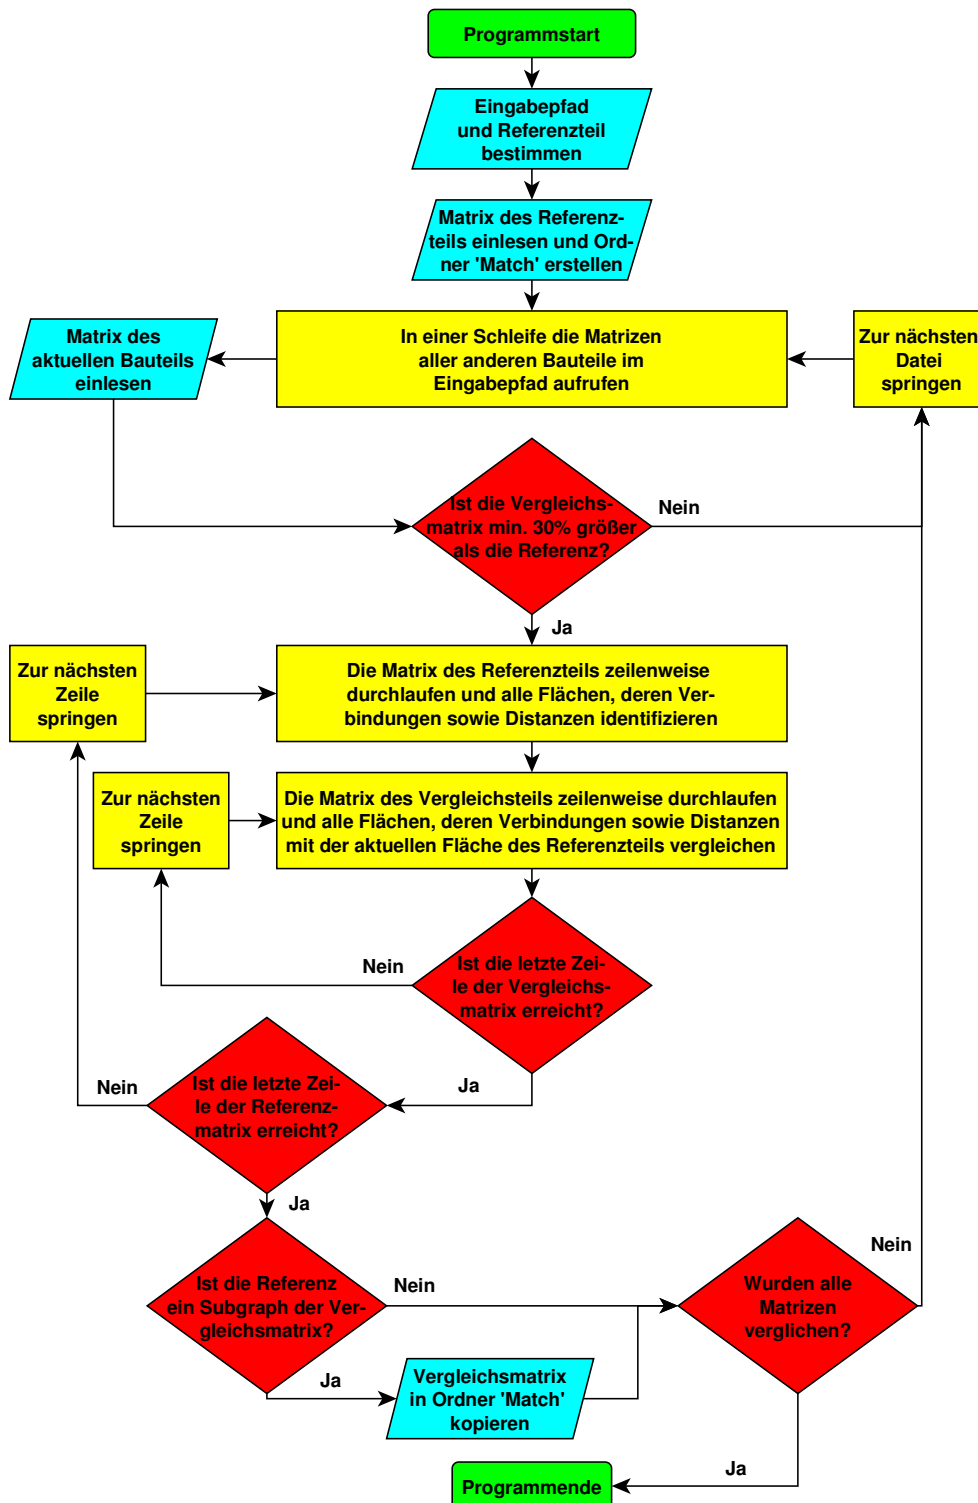 Programmstart
Eingabepfad
und Referenzteil
bestimmen
Matrix des Referenz-
teils einlesen und Ord-
ner 'Match' erstellen
Matrix des
aktuellen Bauteils
einlesen
In einer Schleife die Matrizen
aller anderen Bauteile im
Eingabepfad aufrufen
Zur nächsten
Datei
springen
Ist die Vergleichs-
matrix min. 30% größer
als die Referenz?
Nein
Ja
Zur nächsten
Zeile
springen
Die Matrix des Referenzteils zeilenweise
durchlaufen und alle Flächen, deren Ver-
bindungen sowie Distanzen identifizieren
Zur nächsten
Zeile
springen
Die Matrix des Vergleichsteils zeilenweise durchlaufen
und alle Flächen, deren Verbindungen sowie Distanzen
mit der aktuellen Fläche des Referenzteils vergleichen
Nein
Ist die letzte Zei-
le der Vergleichs-
matrix erreicht?
Ja
Nein
Ist die letzte Zei-
le der Referenz-
matrix erreicht?
Ja
Ist die Referenz
ein Subgraph der Ver-
gleichsmatrix?
Nein
Ja
Vergleichsmatrix
in Ordner 'Match'
kopieren
Wurden alle
Matrizen
verglichen?
Nein
Ja
Programmende